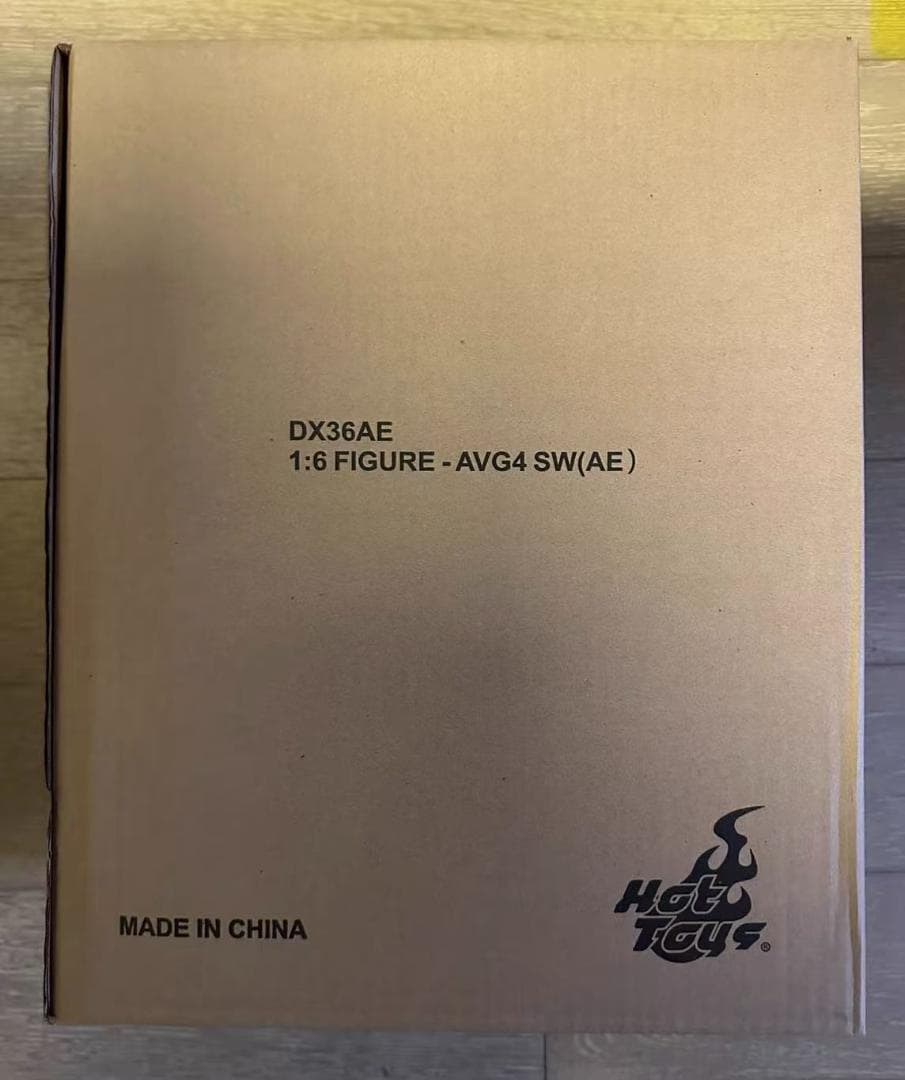 DX36AE
1:6 FIGURE - AVG4 SW(AE)
MADE IN CHINA
Hot
Toys®